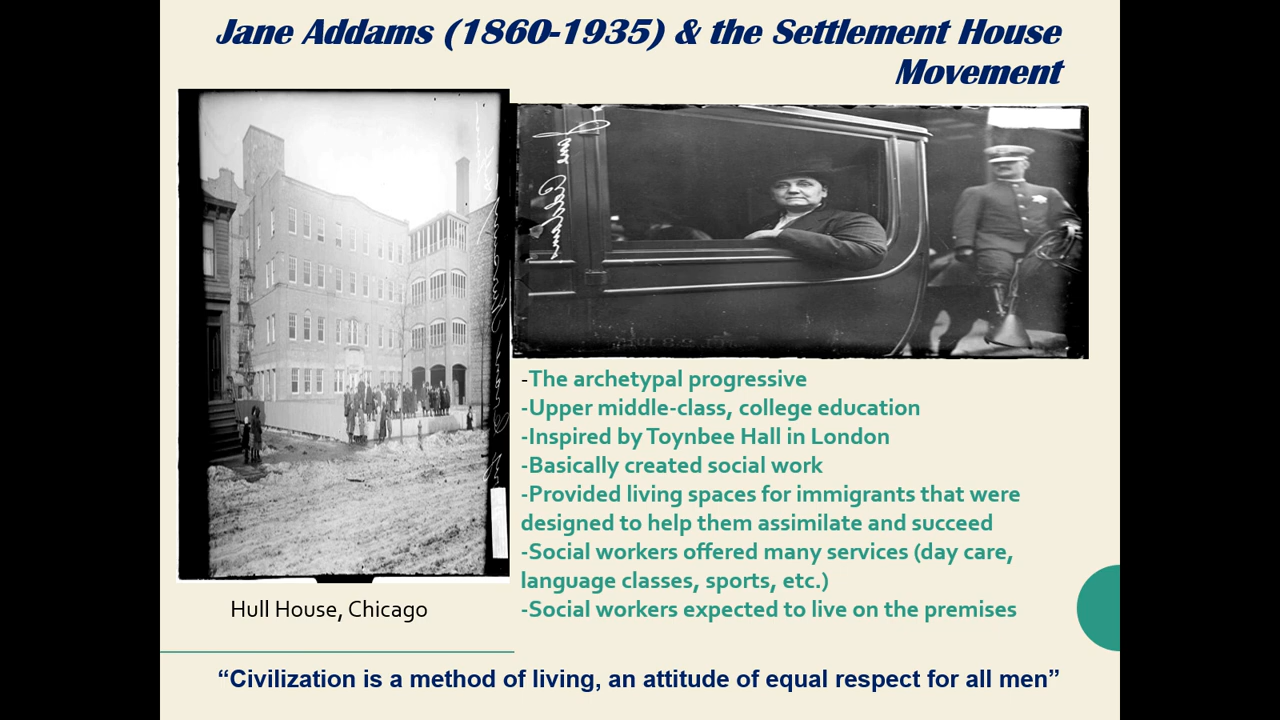 Jane Addams (1860-1935) & the Settlement House
Movement
Jane Addams
-The archetypal progressive
-Upper middle-class, college education
-Inspired by Toynbee Hall in London
-Basically created social work
-Provided living spaces for immigrants that were
designed to help them assimilate and succeed
-Social workers offered many services (day care,
language classes, sports, etc.)
-Social workers expected to live on the premises
Hull House, Chicago
“Civilization is a method of living, an attitude of equal respect for all men”